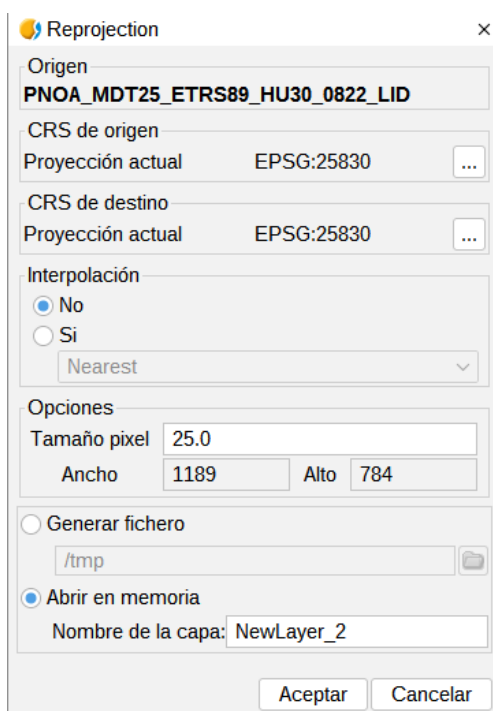 Reprojection
Origen
PNOA_MDT25_ETRS89_HU30_0822_LID
CRS de origen
Proyección actual EPSG:25830 ...
CRS de destino
Proyección actual EPSG:25830 ...
Interpolación
No
Si
Nearest
Opciones
Tamaño pixel 25.0
Ancho 1189 Alto 784
Generar fichero
/tmp
Abrir en memoria
Nombre de la capa: NewLayer_2
Aceptar Cancelar